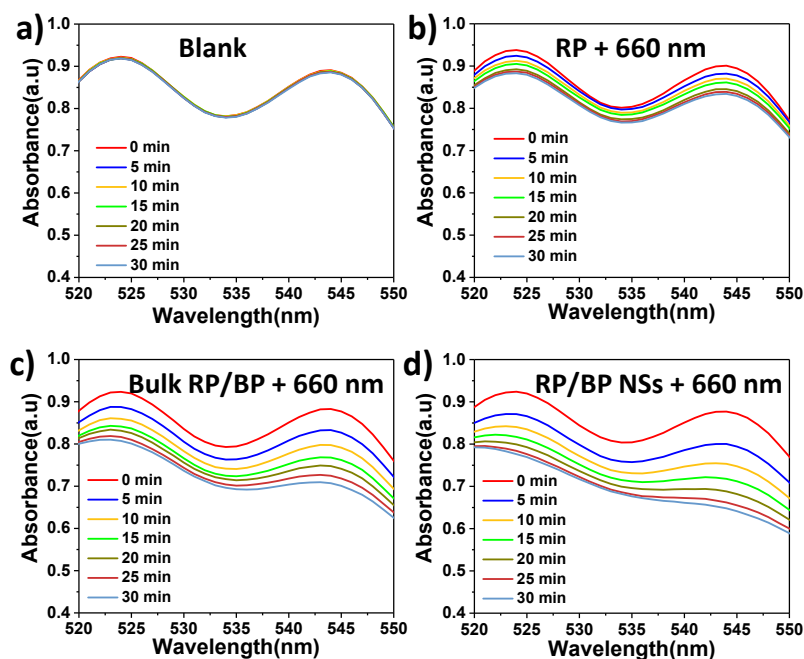 a)
Blank
Absorbance(a.u)
1.0
0.9
0.8
0.7
0.6
0.5
0.4
0 min
5 min
10 min
15 min
20 min
25 min
30 min
520 525 530 535 540 545 550
Wavelength(nm)
b)
RP + 660 nm
Absorbance(a.u)
1.0
0.9
0.8
0.7
0.6
0.5
0.4
0 min
5 min
10 min
15 min
20 min
25 min
30 min
520 525 530 535 540 545 550
Wavelength(nm)
c)
Bulk RP/BP + 660 nm
Absorbance(a.u)
1.0
0.9
0.8
0.7
0.6
0.5
0.4
0 min
5 min
10 min
15 min
20 min
25 min
30 min
520 525 530 535 540 545 550
Wavelength(nm)
d)
RP/BP NSs + 660 nm
Absorbance(a.u)
1.0
0.9
0.8
0.7
0.6
0.5
0.4
0 min
5 min
10 min
15 min
20 min
25 min
30 min
520 525 530 535 540 545 550
Wavelength(nm)